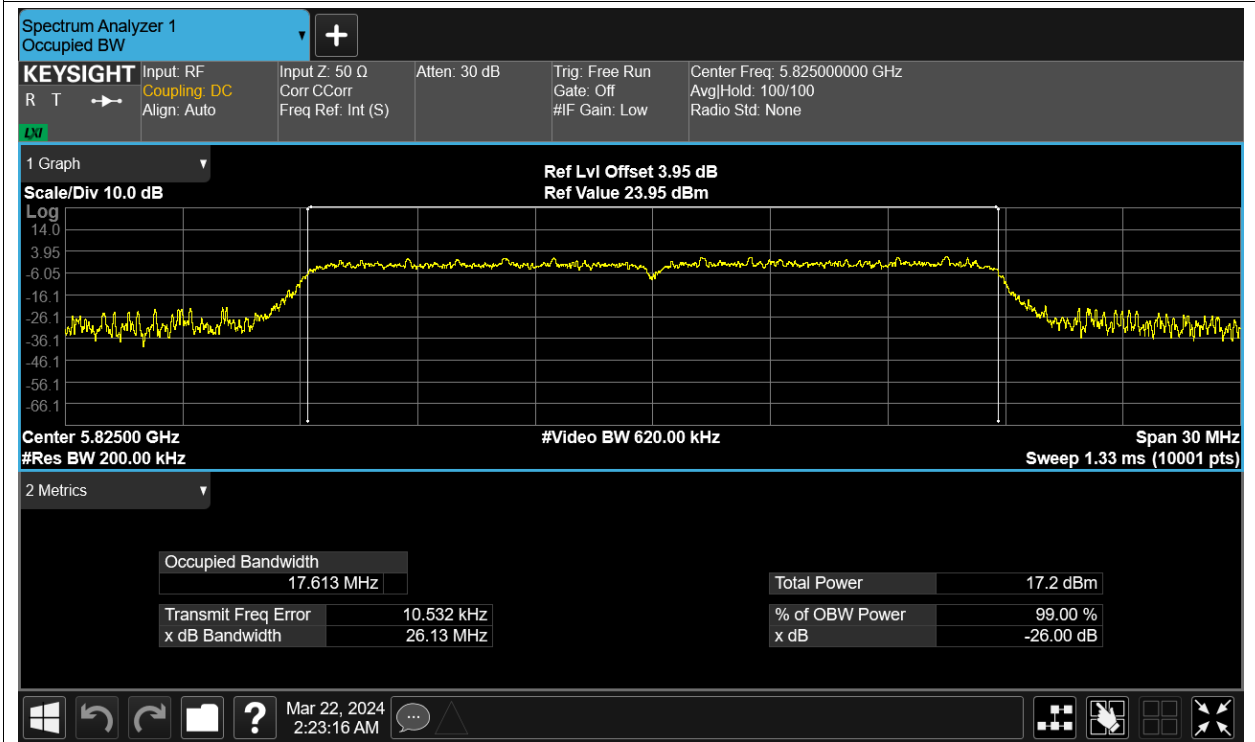 Spectrum Analyzer 1
Occupied BW
KEYSIGHT
R T
LXI
Input: RF
Coupling: DC
Align: Auto
Input Z: 50 Ω
Corr CCorr
Freq Ref: Int (S)
Atten: 30 dB
Trig: Free Run
Gate: Off
#IF Gain: Low
Center Freq: 5.825000000 GHz
Avg|Hold: 100/100
Radio Std: None
1 Graph
Scale/Div 10.0 dB
Ref Lvl Offset 3.95 dB
Ref Value 23.95 dBm
Log
14.0
3.95
-6.05
-16.1
-26.1
-36.1
-46.1
-56.1
-66.1
Center 5.82500 GHz
#Video BW 620.00 kHz
Span 30 MHz
#Res BW 200.00 kHz
Sweep 1.33 ms (10001 pts)
2 Metrics
Occupied Bandwidth
17.613 MHz
Transmit Freq Error 10.532 kHz
x dB Bandwidth 26.13 MHz
Total Power 17.2 dBm
% of OBW Power 99.00 %
x dB -26.00 dB
?
Mar 22, 2024
2:23:16 AM